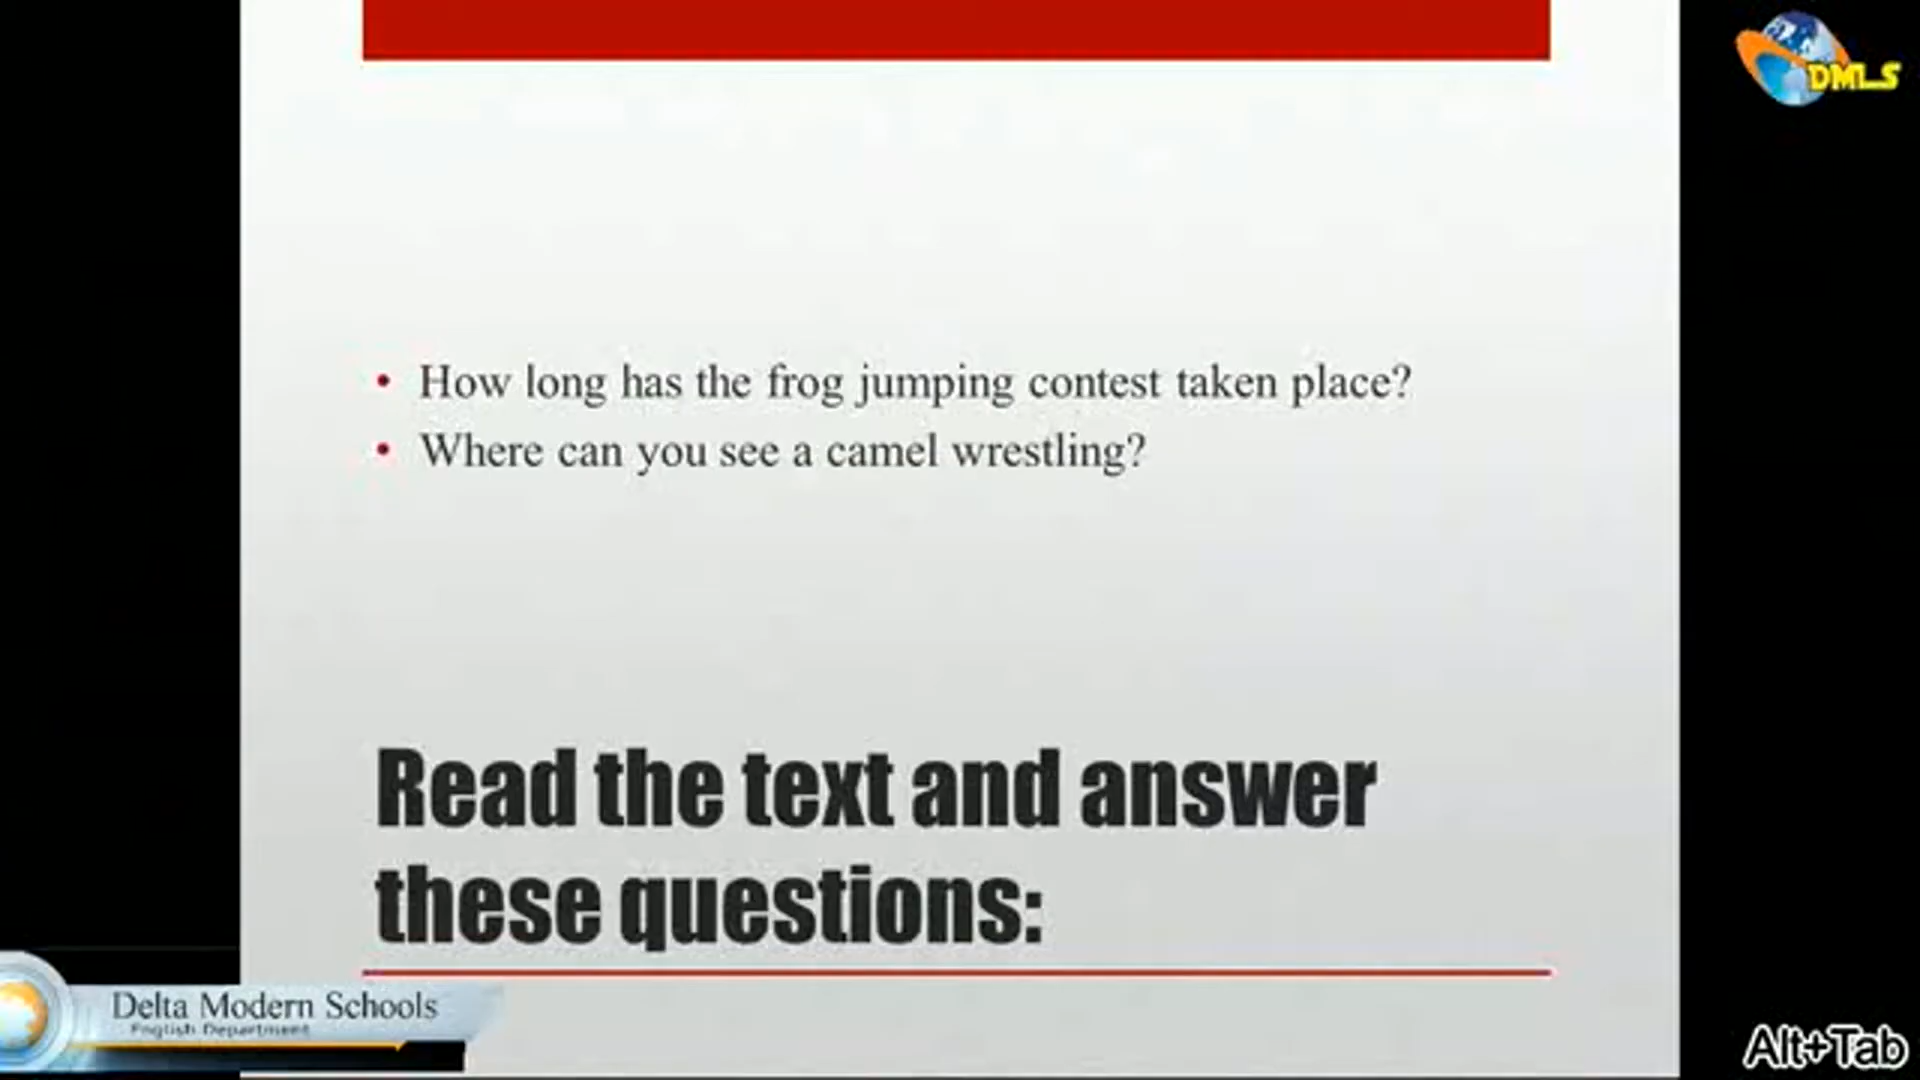 DMLS
• How long has the frog jumping contest taken place?
• Where can you see a camel wrestling?
Read the text and answer
these questions:
Delta Modern Schools
English Department
Alt+Tab